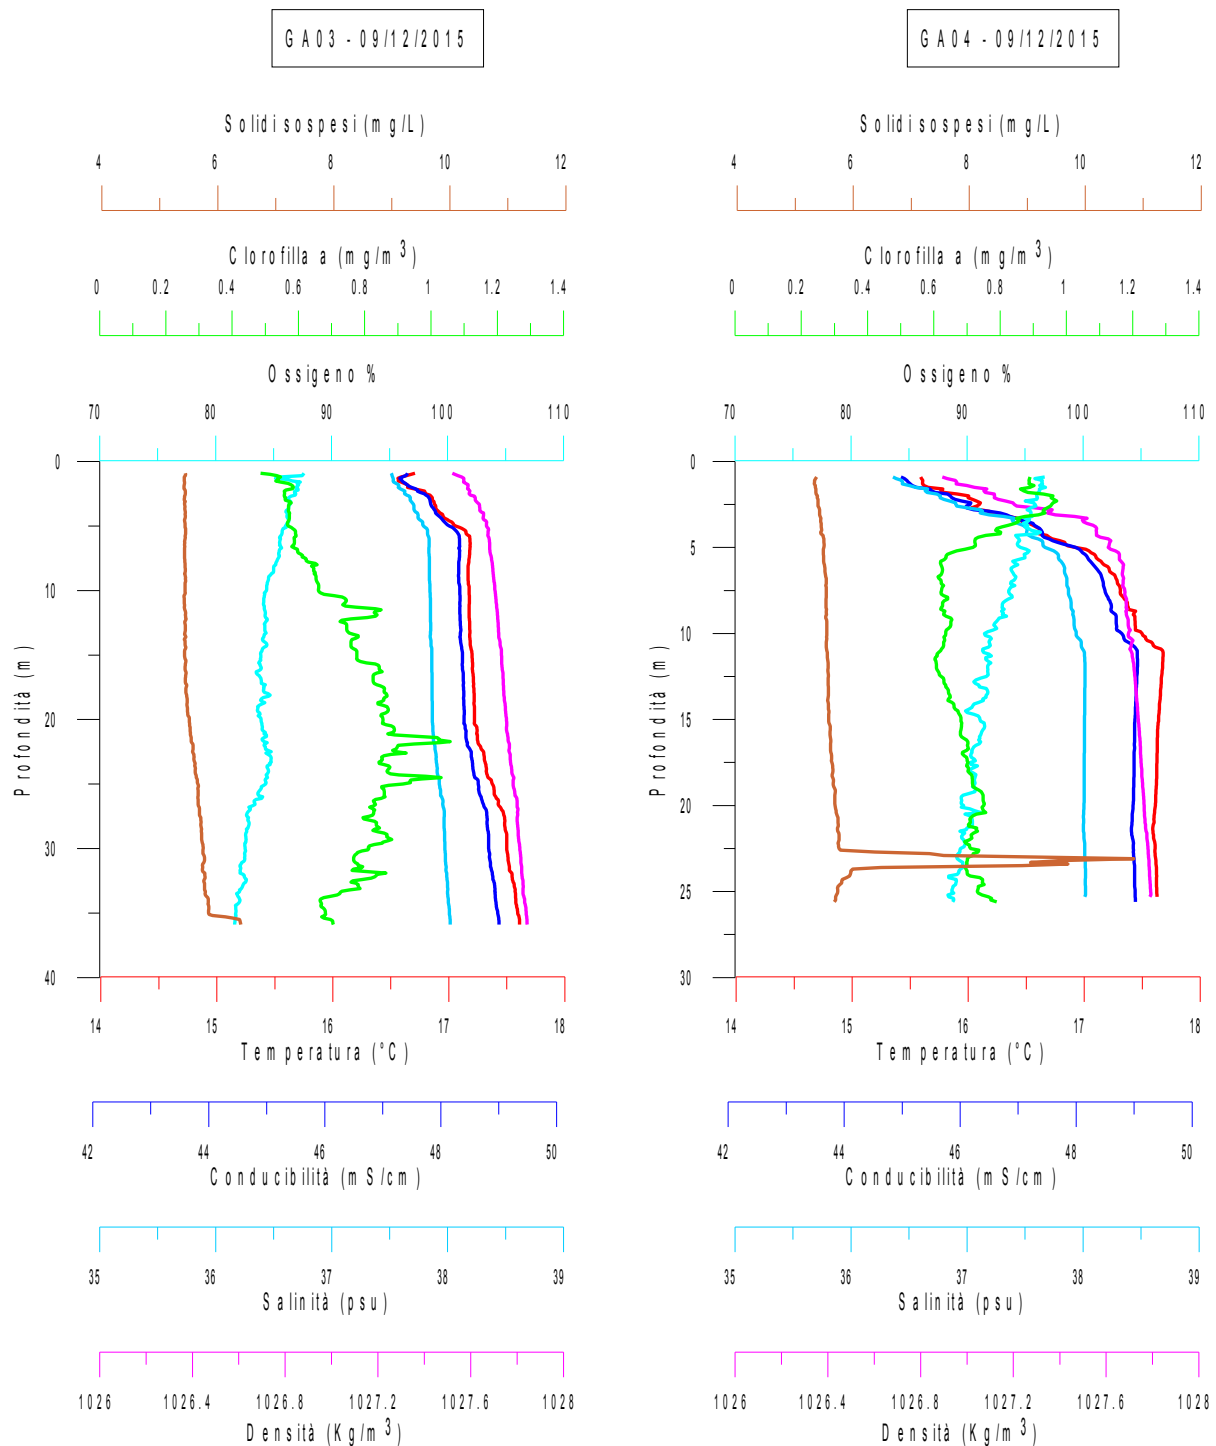 GA03 - 09/12/2015
Solidi sospesi (mg/L)
4 6 8 10 12
Clorofilla a (mg/m3)
0 0.2 0.4 0.6 0.8 1 1.2 1.4
Ossigeno %
70 80 90 100 110
0
10
20
30
40
Profondità (m)
14 15 16 17 18
Temperatura (°C)
42 44 46 48 50
Conducibilità (mS/cm)
35 36 37 38 39
Salinità (psu)
1026 1026.4 1026.8 1027.2 1027.6 1028
Densità (Kg/m3)
GA04 - 09/12/2015
Solidi sospesi (mg/L)
4 6 8 10 12
Clorofilla a (mg/m3)
0 0.2 0.4 0.6 0.8 1 1.2 1.4
Ossigeno %
70 80 90 100 110
0
5
10
15
20
25
30
Profondità (m)
14 15 16 17 18
Temperatura (°C)
42 44 46 48 50
Conducibilità (mS/cm)
35 36 37 38 39
Salinità (psu)
1026 1026.4 1026.8 1027.2 1027.6 1028
Densità (Kg/m3)